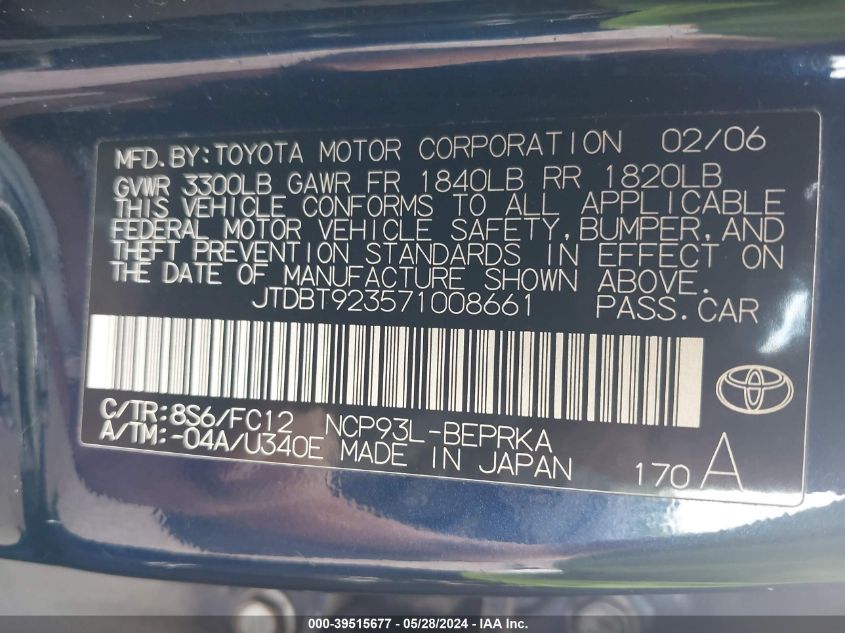 MFD. BY: TOYOTA MOTOR CORPORATION 02/06
GVWR 3300LB GAWR FR 1840LB RR 1820LB
THIS VEHICLE CONFORMS TO ALL APPLICABLE
FEDERAL MOTOR VEHICLE SAFETY, BUMPER, AND
THEFT PREVENTION STANDARDS IN EFFECT ON
THE DATE OF MANUFACTURE SHOWN ABOVE.
JTDBT923571008661 PASS. CAR
C/TR: 8S6/FC12 NCP93L-BEPRKA
A/TM: -04A/U340E MADE IN JAPAN 170 A
000-39515677 - 05/28/2024 - IAA Inc.